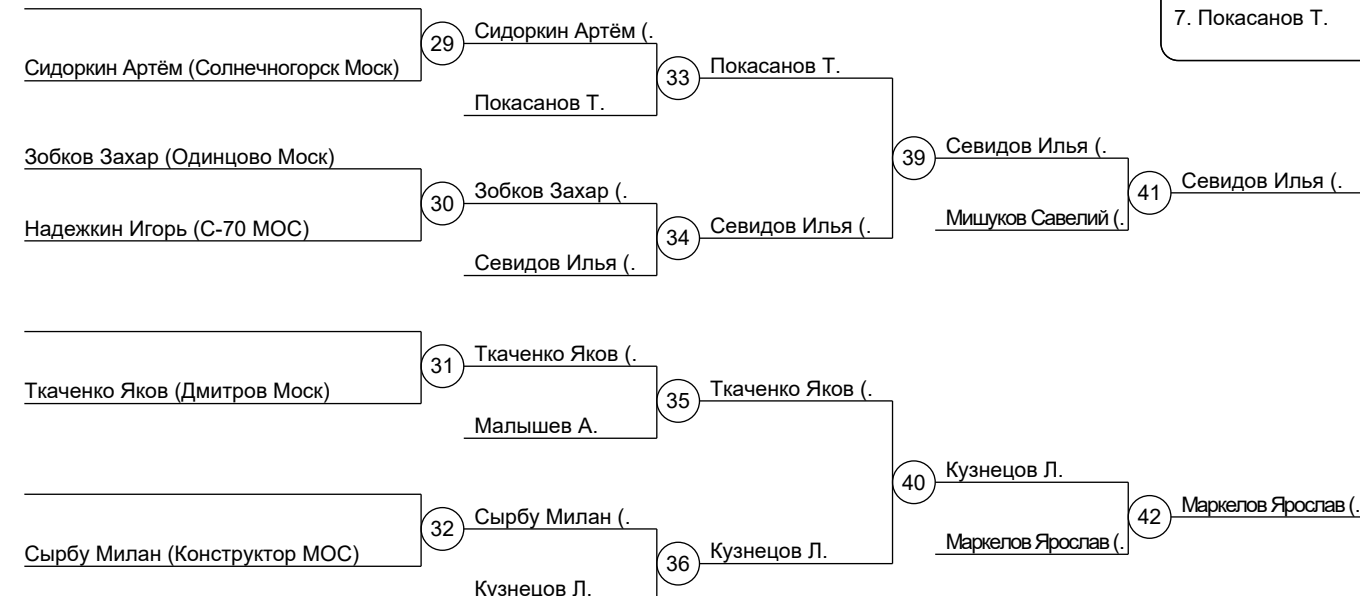 7. Покасанов Т.
29
Сидоркин Артём (.
Сидоркин Артём (Солнечногорск Моск)
33
Покасанов Т.
Покасанов Т.
Зобков Захар (Одинцово Моск)
39
Севидов Илья (.
30
Зобков Захар (.
41
Севидов Илья (.
Надежкин Игорь (С-70 МОС)
34
Севидов Илья (.
Мишуков Савелий (.
Севидов Илья (.
31
Ткаченко Яков (.
Ткаченко Яков (Дмитров Моск)
35
Ткаченко Яков (.
Малышев А.
40
Кузнецов Л.
32
Сырбу Милан (.
42
Маркелов Ярослав (.
Сырбу Милан (Конструктор МОС)
36
Кузнецов Л.
Маркелов Ярослав (.
Кузнецов Л.